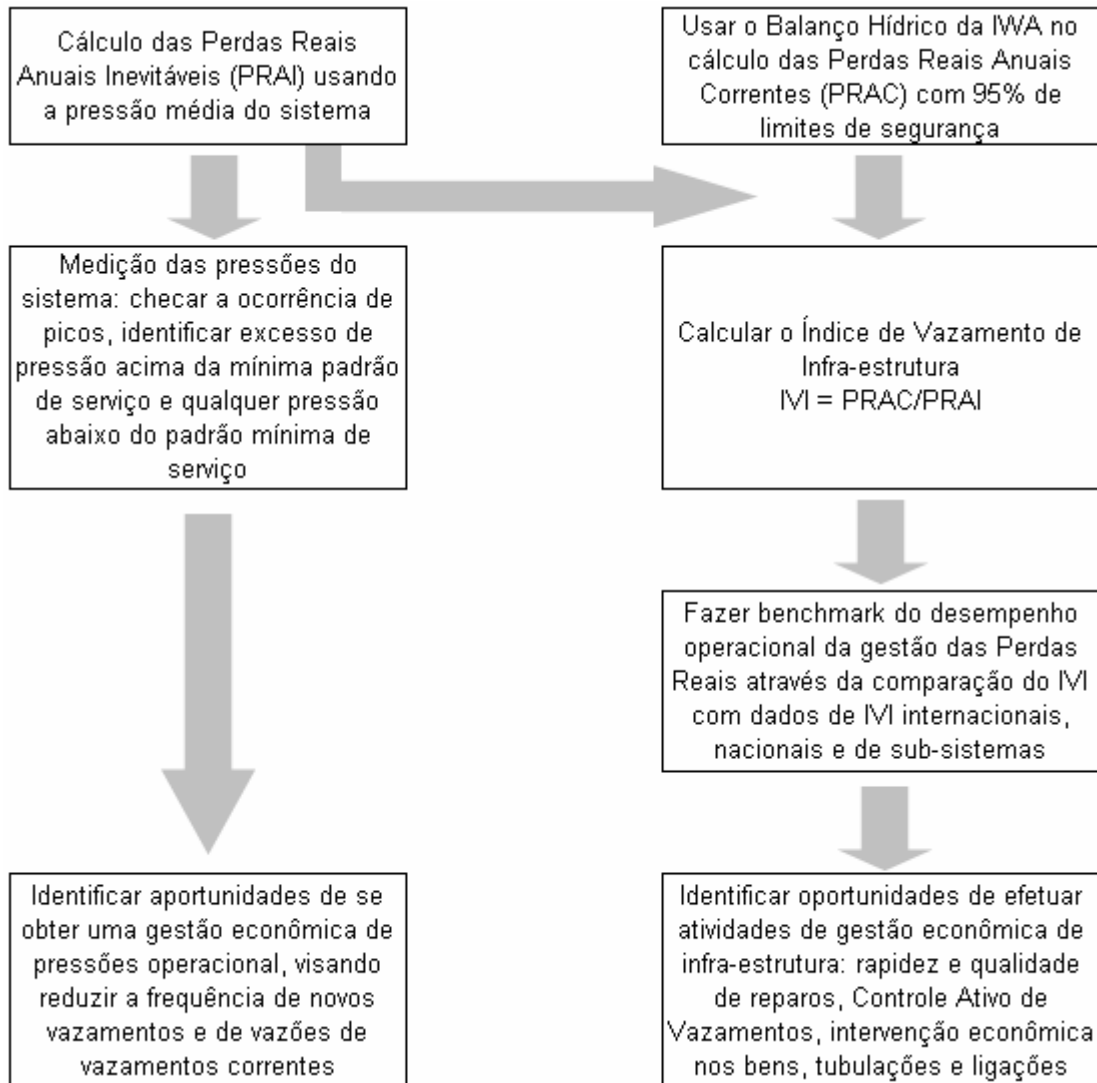 Cálculo das Perdas Reais
Anuais Inevitáveis (PRAI) usando
a pressão média do sistema
Usar o Balanço Hídrico da IWA no
cálculo das Perdas Reais Anuais
Correntes (PRAC) com 95% de
limites de segurança
Medição das pressões do
sistema: checar a ocorrência de
picos, identificar excesso de
pressão acima da mínima padrão
de serviço e qualquer pressão
abaixo do padrão mínima de
serviço
Calcular o Índice de Vazamento de
Infra-estrutura
IVI = PRAC/PRAI
Fazer benchmark do desempenho
operacional da gestão das Perdas
Reais através da comparação do IVI
com dados de IVI internacionais,
nacionais e de sub-sistemas
Identificar aportunidades de se
obter uma gestão econômica de
pressões operacional, visando
reduzir a frequência de novos
vazamentos e de vazões de
vazamentos correntes
Identificar oportunidades de efetuar
atividades de gestão econômica de
infra-estrutura: rapidez e qualidade
de reparos, Controle Ativo de
Vazamentos, intervenção econômica
nos bens, tubulações e ligações